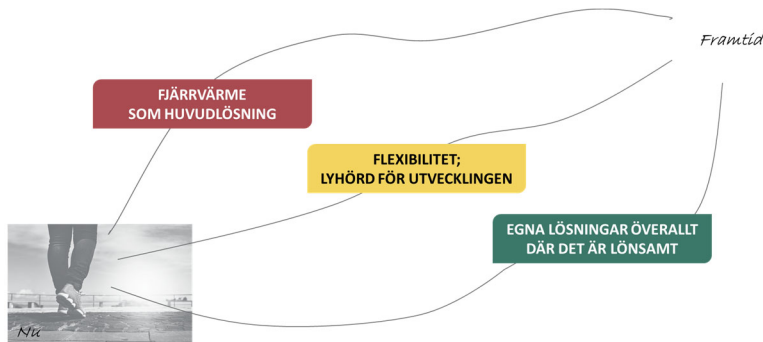 Framtid
FJÄRRVÄRME
SOM HUVUDLÖSNING
FLEXIBILITET;
LYHÖRD FÖR UTVECKLINGEN
EGNA LÖSNINGAR ÖVERALLT
DÄR DET ÄR LÖNSAMT
Nu